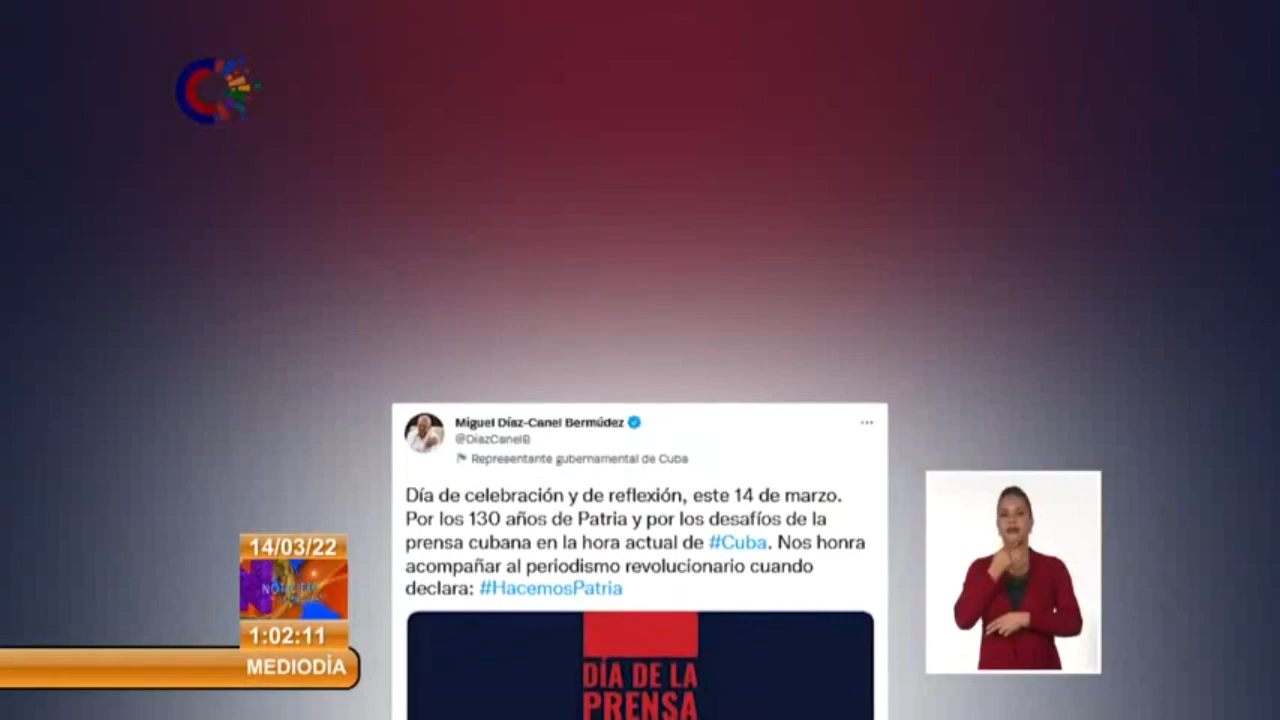 Miguel Díaz-Canel Bermúdez
@DiazCanelB
Representante gubernamental de Cuba
Día de celebración y de reflexión, este 14 de marzo.
Por los 130 años de Patria y por los desafíos de la
prensa cubana en la hora actual de #Cuba. Nos honra
acompañar al periodismo revolucionario cuando
declara: #HacemosPatria
DÍA DE LA
PRENSA
14/03/22
1:02:11
MEDIODÍA